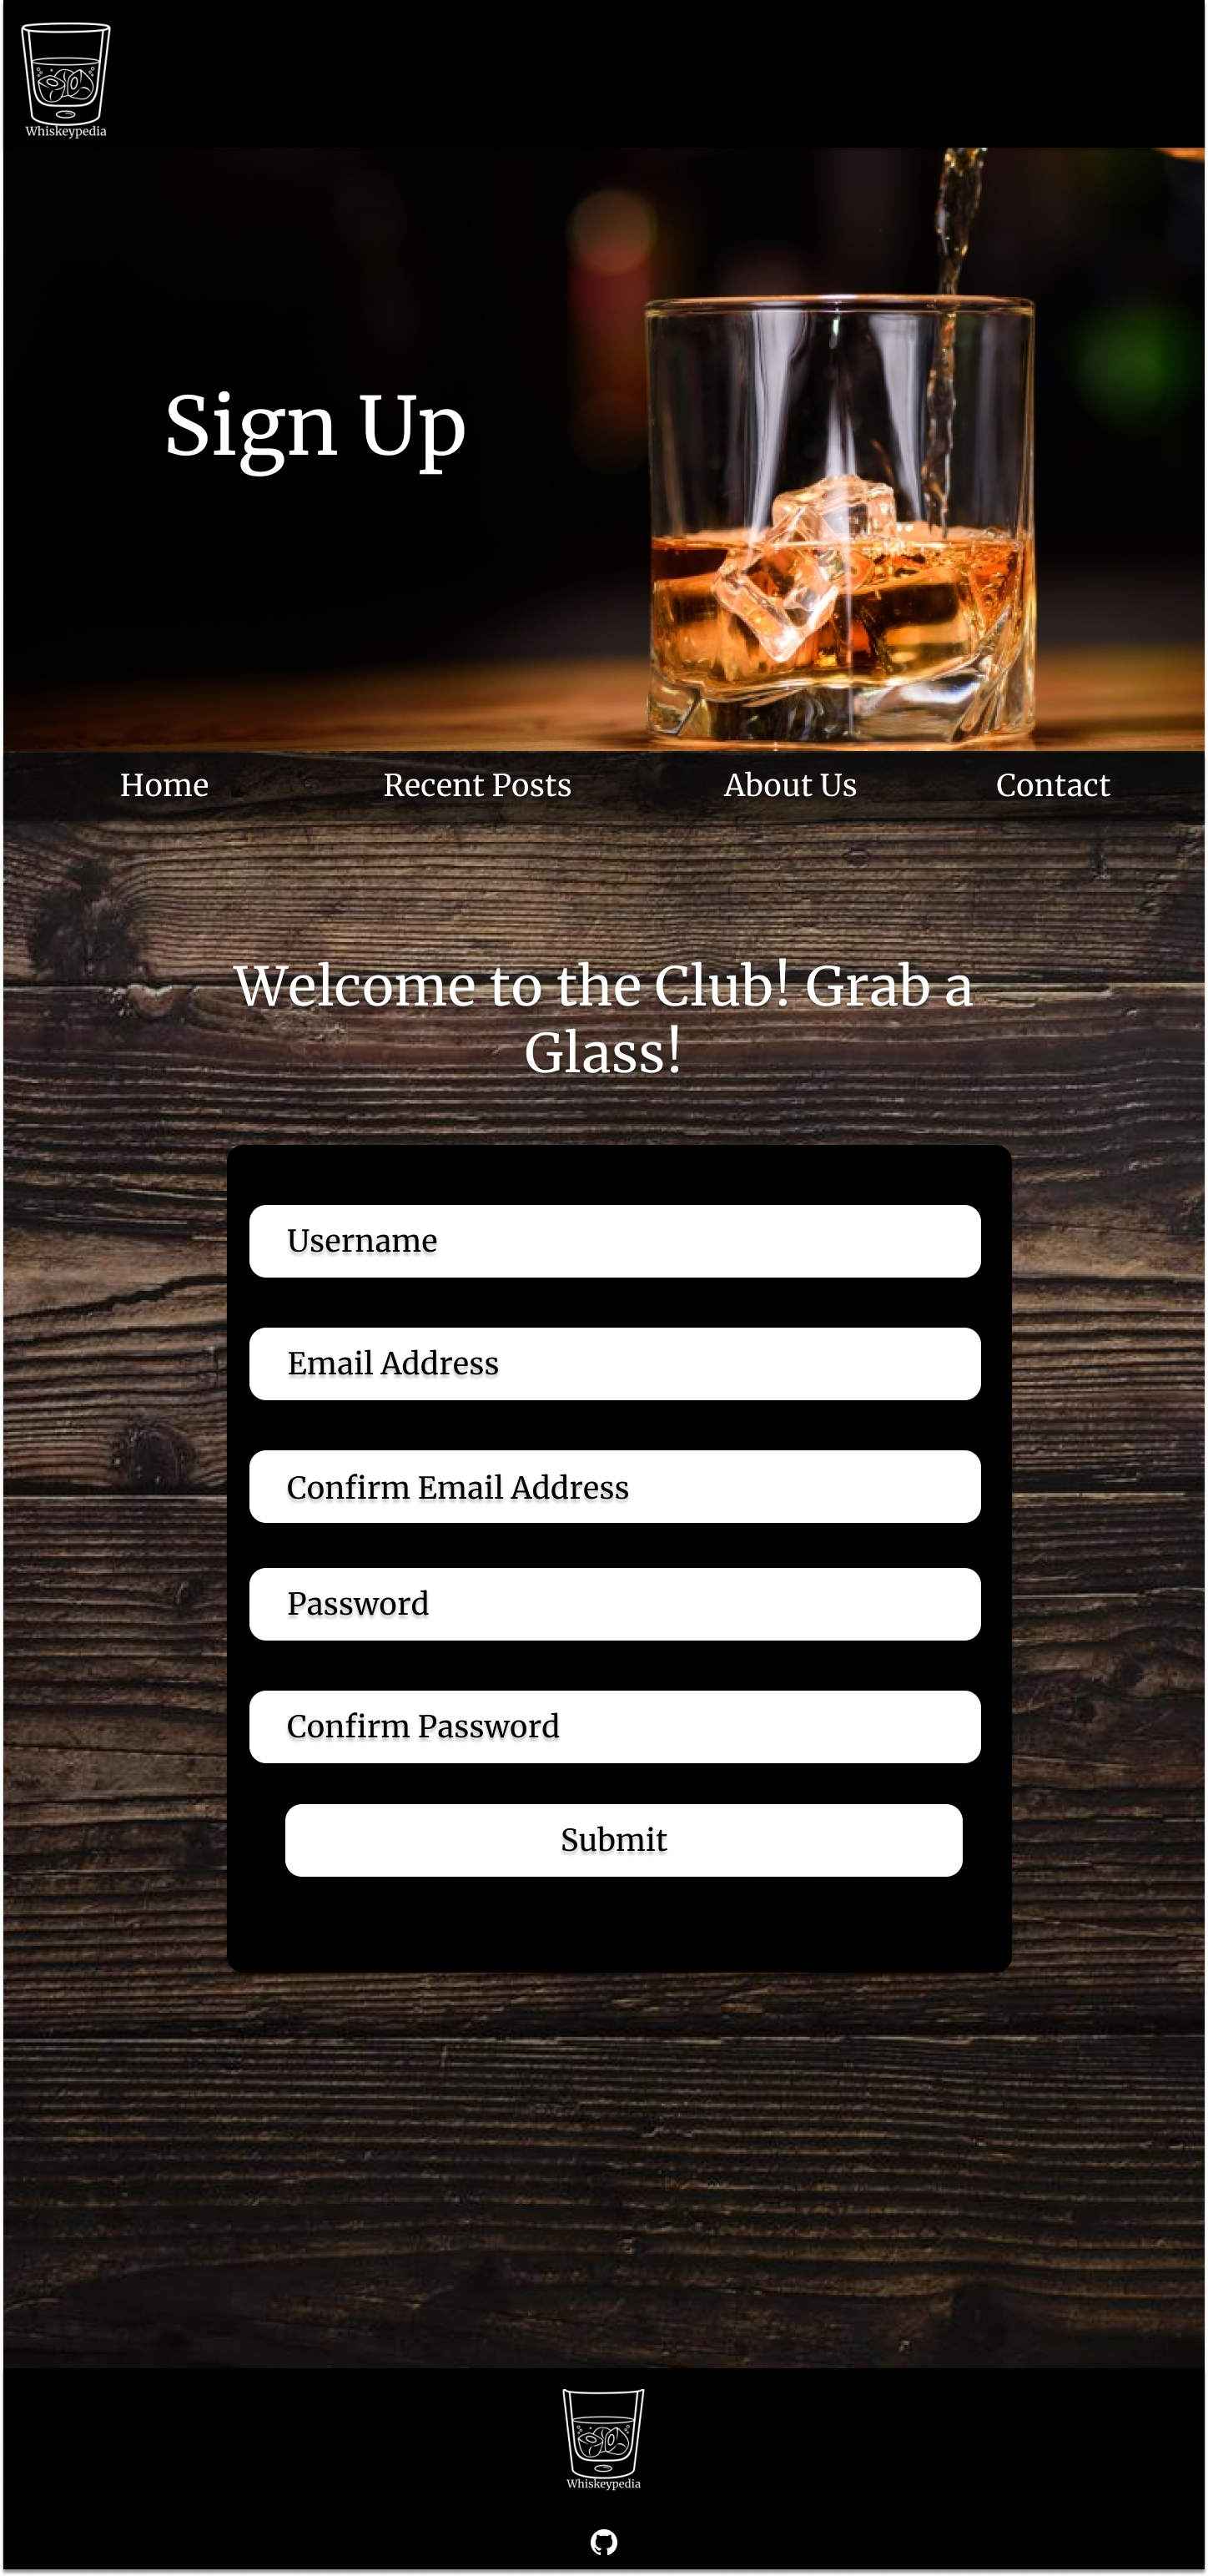 Whiskeypedia
Sign Up
Home Recent Posts About Us Contact
Welcome to the Club! Grab a
Glass!
Username
Email Address
Confirm Email Address
Password
Confirm Password
Submit
Whiskeypedia